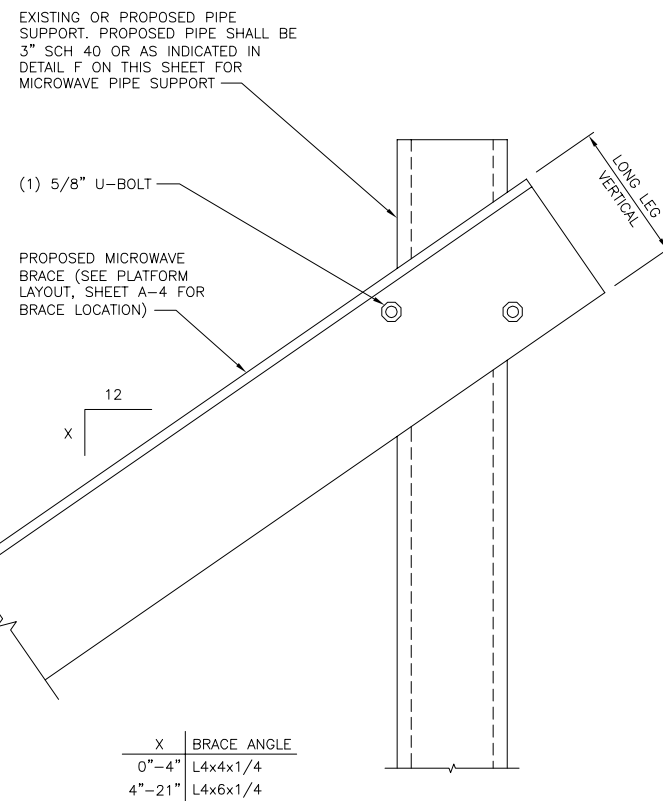 EXISTING OR PROPOSED PIPE
SUPPORT. PROPOSED PIPE SHALL BE
3" SCH 40 OR AS INDICATED IN
DETAIL F ON THIS SHEET FOR
MICROWAVE PIPE SUPPORT
LONG LEG
VERTICAL
(1) 5/8" U-BOLT
PROPOSED MICROWAVE
BRACE (SEE PLATFORM
LAYOUT, SHEET A-4 FOR
BRACE LOCATION)
12
X
X BRACE ANGLE
0"-4" L4x4x1/4
4"-21" L4x6x1/4